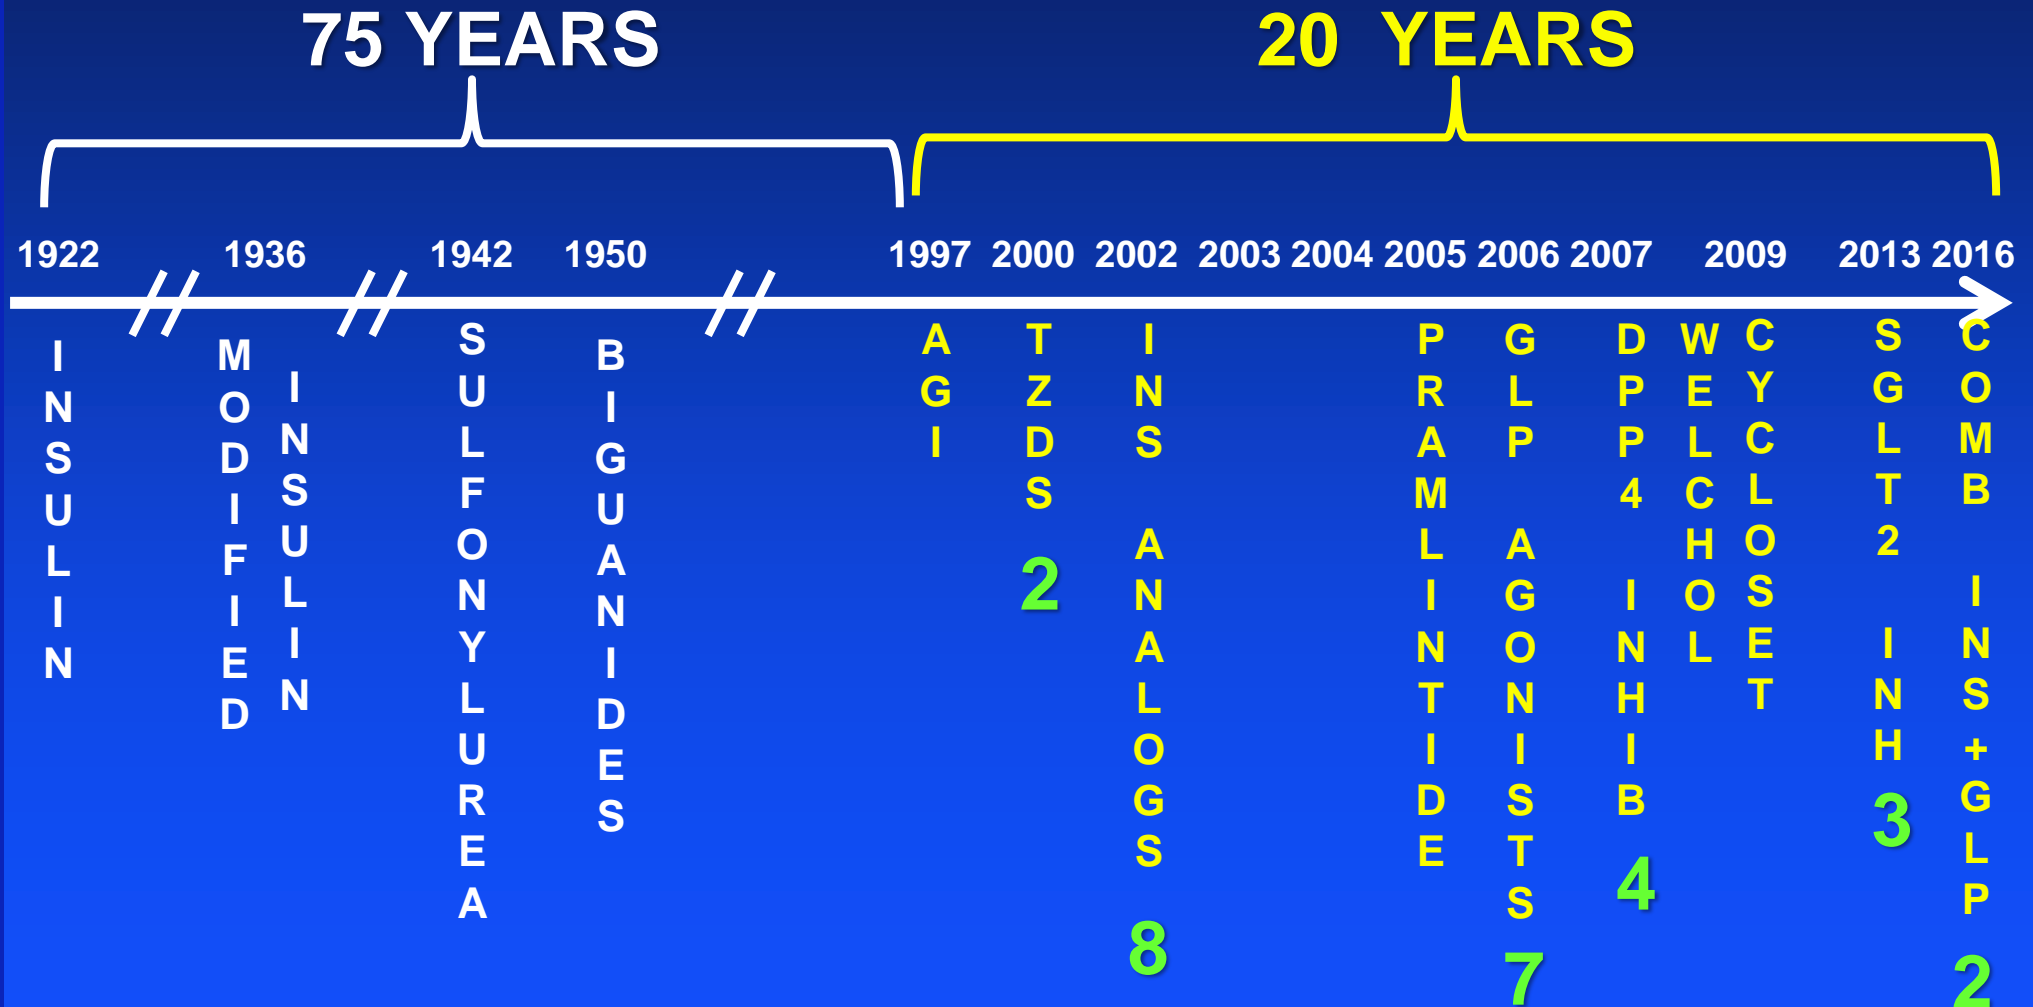 75 YEARS
20 YEARS
1922 1936 1942 1950 1997 2000 2002 2003 2004 2005 2006 2007 2009 2013 2016
INSULIN
MODIFIED
INSULIN
SULFONYLUREA
BIGUANIDES
AGI
TZDS
2
INS ANALOGS
8
PRAMLINTIDE
GLP AGONISTS
7
DPP4 INHIB
4
WELCHOL
CYCLOSET
SGLT2 INH
3
COMB INS+GLP
2